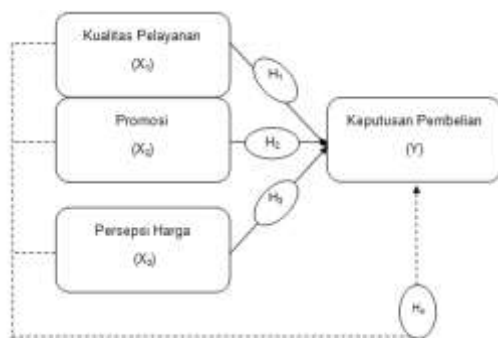 Kualitas Pelayanan
(X₁)
H₁
Promosi
(X₂)
H₂
Keputusan Pembelian
(Y)
H₃
Persepsi Harga
(X₃)
H₄